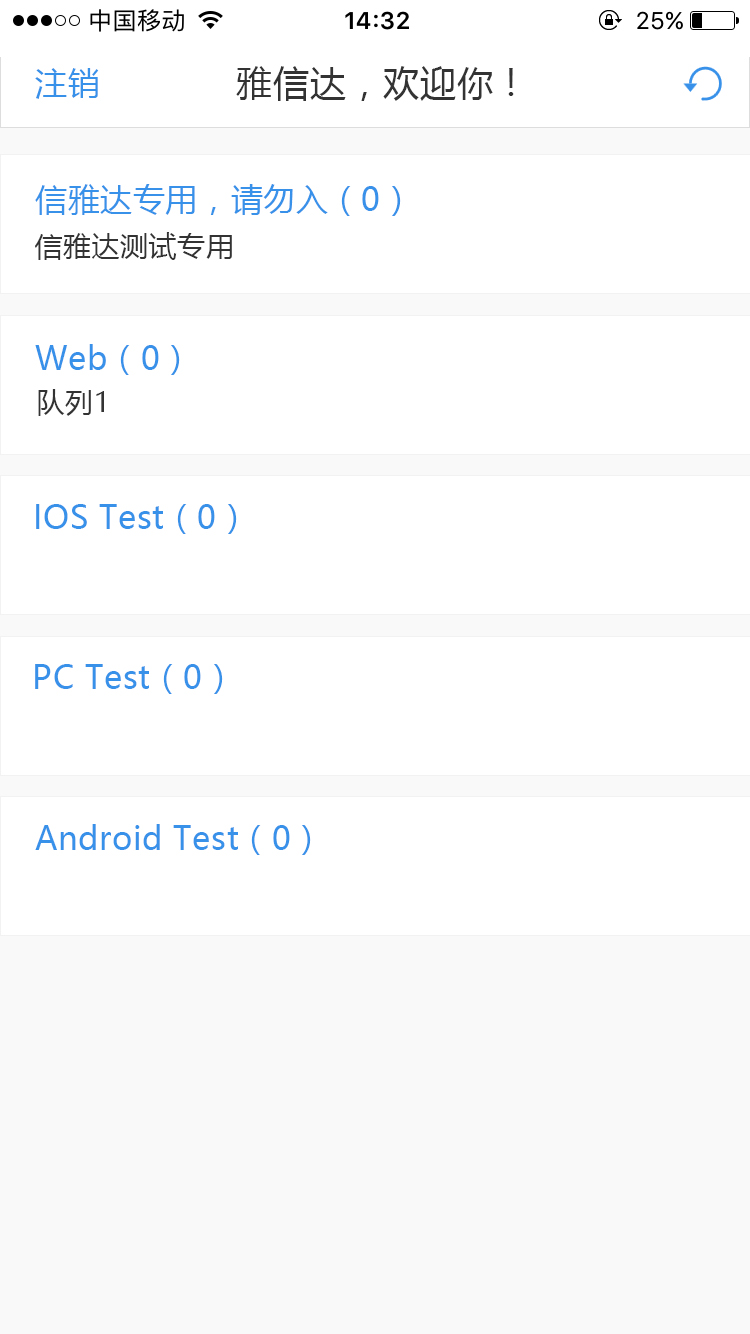 中国移动 14:32 25%
注销 雅信达，欢迎你！
信雅达专用，请勿入（0）
信雅达测试专用
Web（0）
队列1
IOS Test（0）
PC Test（0）
Android Test（0）